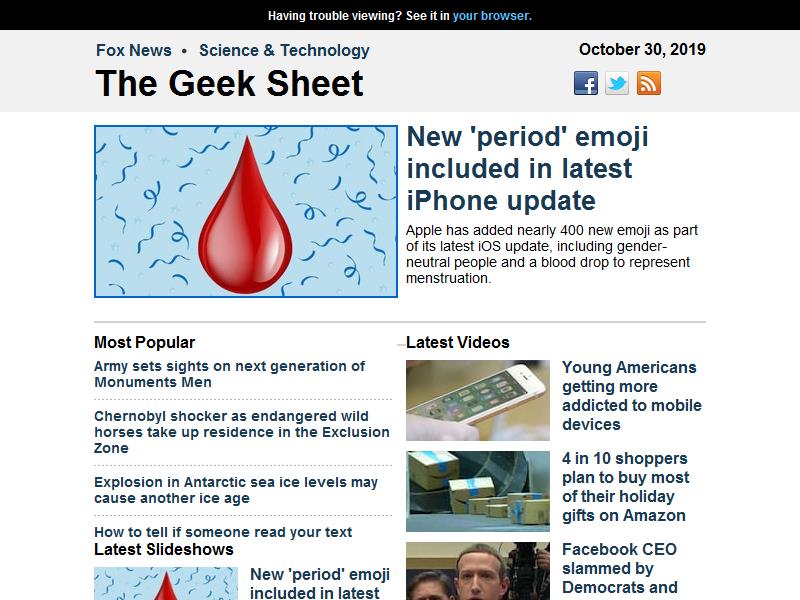 Having trouble viewing? See it in your browser.
Fox News • Science & Technology
October 30, 2019
The Geek Sheet
New 'period' emoji
included in latest
iPhone update
Apple has added nearly 400 new emoji as part
of its latest iOS update, including gender-
neutral people and a blood drop to represent
menstruation.
Most Popular
Army sets sights on next generation of
Monuments Men
Chernobyl shocker as endangered wild
horses take up residence in the Exclusion
Zone
Explosion in Antarctic sea ice levels may
cause another ice age
How to tell if someone read your text
Latest Slideshows
New 'period' emoji
included in latest
Latest Videos
Young Americans
getting more
addicted to mobile
devices
4 in 10 shoppers
plan to buy most
of their holiday
gifts on Amazon
Facebook CEO
slammed by
Democrats and